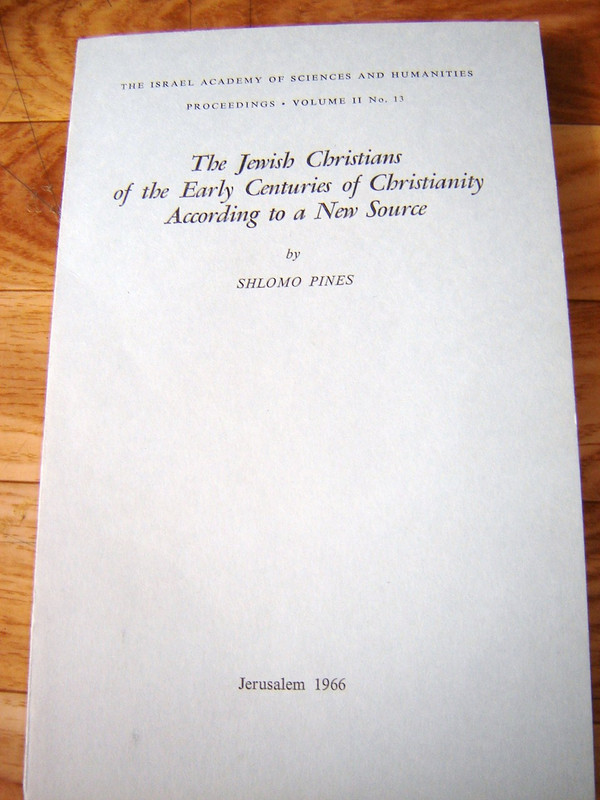 THE ISRAEL ACADEMY OF SCIENCES AND HUMANITIES
PROCEEDINGS • VOLUME II No. 13
The Jewish Christians
of the Early Centuries of Christianity
According to a New Source
by
SHLOMO PINES
Jerusalem 1966